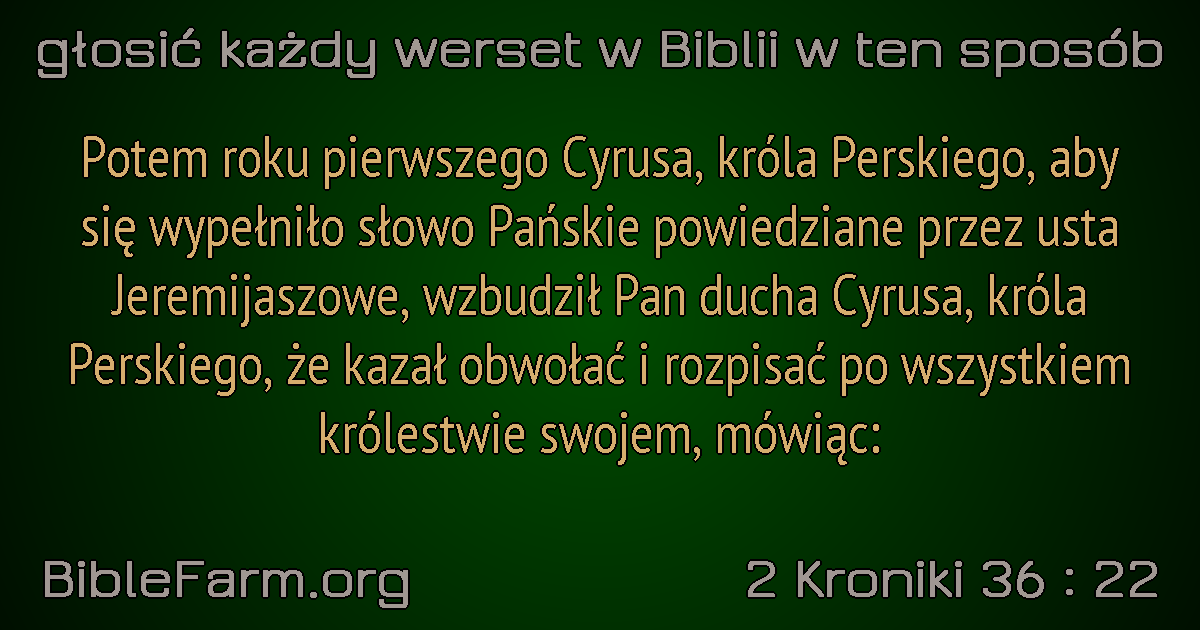 głosić każdy werset w Biblii w ten sposób
Potem roku pierwszego Cyrusa, króla Perskiego, aby
się wypełniło słowo Pańskie powiedziane przez usta
Jeremijaszowe, wzbudził Pan ducha Cyrusa, króla
Perskiego, że kazał obwołać i rozpisać po wszystkiem
królestwie swojem, mówiąc:
BibleFarm.org
2 Kroniki 36 : 22